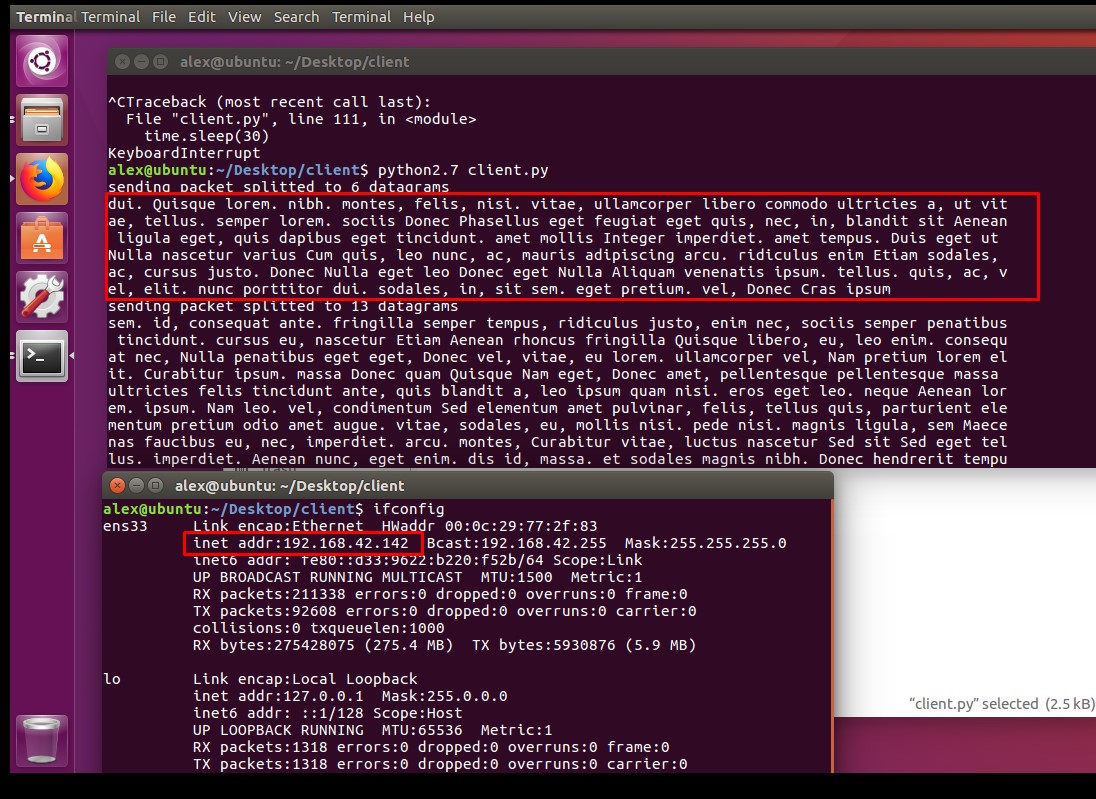 Terminal Terminal File Edit View Search Terminal Help
alex@ubuntu: ~/Desktop/client
^CTraceback (most recent call last):
  File "client.py", line 111, in <module>
    time.sleep(30)
KeyboardInterrupt
alex@ubuntu:~/Desktop/client$ python2.7 client.py
sending packet splitted to 6 datagrams
dui. Quisque lorem. nibh. montes, felis, nisi. vitae, ullamcorper libero commodo ultricies a, ut vit
ae, tellus. semper lorem. sociis Donec Phasellus eget feugiat eget quis, nec, in, blandit sit Aenean
 ligula eget, quis dapibus eget tincidunt. amet mollis Integer imperdiet. amet tempus. Duis eget ut
Nulla nascetur varius Cum quis, leo nunc, ac, mauris adipiscing arcu. ridiculus enim Etiam sodales,
ac, cursus justo. Donec Nulla eget leo Donec eget Nulla Aliquam venenatis ipsum. tellus. quis, ac, v
el, elit. nunc porttitor dui. sodales, in, sit sem. eget pretium. vel, Donec Cras ipsum
sending packet splitted to 13 datagrams
sem. id, consequat ante. fringilla semper tempus, ridiculus justo, enim nec, sociis semper penatibus
 tincidunt. cursus eu, nascetur Etiam Aenean rhoncus fringilla Quisque libero, eu, leo enim. consequ
at nec, Nulla penatibus eget eget, Donec vel, vitae, eu lorem. ullamcorper vel, Nam pretium lorem el
it. Curabitur ipsum. massa Donec quam Quisque Nam eget, Donec amet, pellentesque pellentesque massa
ultricies felis tincidunt ante, quis blandit a, leo ipsum quam nisi. eros eget leo. neque Aenean lor
em. ipsum. Nam leo. vel, condimentum Sed elementum amet pulvinar, felis, tellus quis, parturient ele
mentum pretium odio amet augue. vitae, sodales, eu, mollis nisi. pede nisi. magnis ligula, sem Maece
nas faucibus eu, nec, imperdiet. arcu. montes, Curabitur vitae, luctus nascetur Sed sit Sed eget tel
lus. imperdiet. Aenean nunc, eget enim. dis id, massa. et sodales magnis nibh. Donec hendrerit tempu
alex@ubuntu: ~/Desktop/client
alex@ubuntu:~/Desktop/client$ ifconfig
ens33     Link encap:Ethernet  HWaddr 00:0c:29:77:2f:83
          inet addr:192.168.42.142  Bcast:192.168.42.255  Mask:255.255.255.0
          inet6 addr: fe80::d33:9622:b220:f52b/64 Scope:Link
          UP BROADCAST RUNNING MULTICAST  MTU:1500  Metric:1
          RX packets:211338 errors:0 dropped:0 overruns:0 frame:0
          TX packets:92608 errors:0 dropped:0 overruns:0 carrier:0
          collisions:0 txqueuelen:1000
          RX bytes:275428075 (275.4 MB)  TX bytes:5930876 (5.9 MB)
lo        Link encap:Local Loopback
          inet addr:127.0.0.1  Mask:255.0.0.0
          inet6 addr: ::1/128 Scope:Host
          UP LOOPBACK RUNNING  MTU:65536  Metric:1
          RX packets:1318 errors:0 dropped:0 overruns:0 frame:0
          TX packets:1318 errors:0 dropped:0 overruns:0 carrier:0
“client.py” selected (2.5 kB)